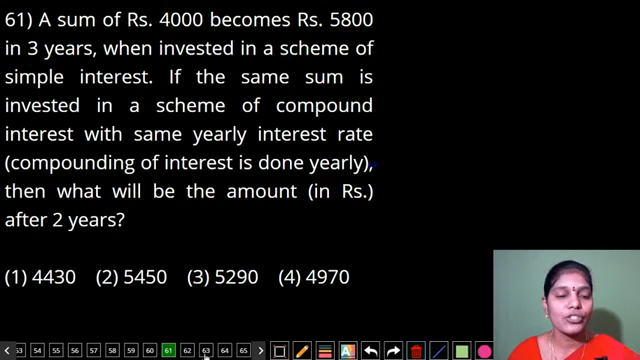 61) A sum of Rs. 4000 becomes Rs. 5800
in 3 years, when invested in a scheme of
simple interest. If the same sum is
invested in a scheme of compound
interest with same yearly interest rate
(compounding of interest is done yearly),
then what will be the amount (in Rs.)
after 2 years?
(1) 4430 (2) 5450 (3) 5290 (4) 4970
53 54 55 56 57 58 59 60 61 62 63 64 65